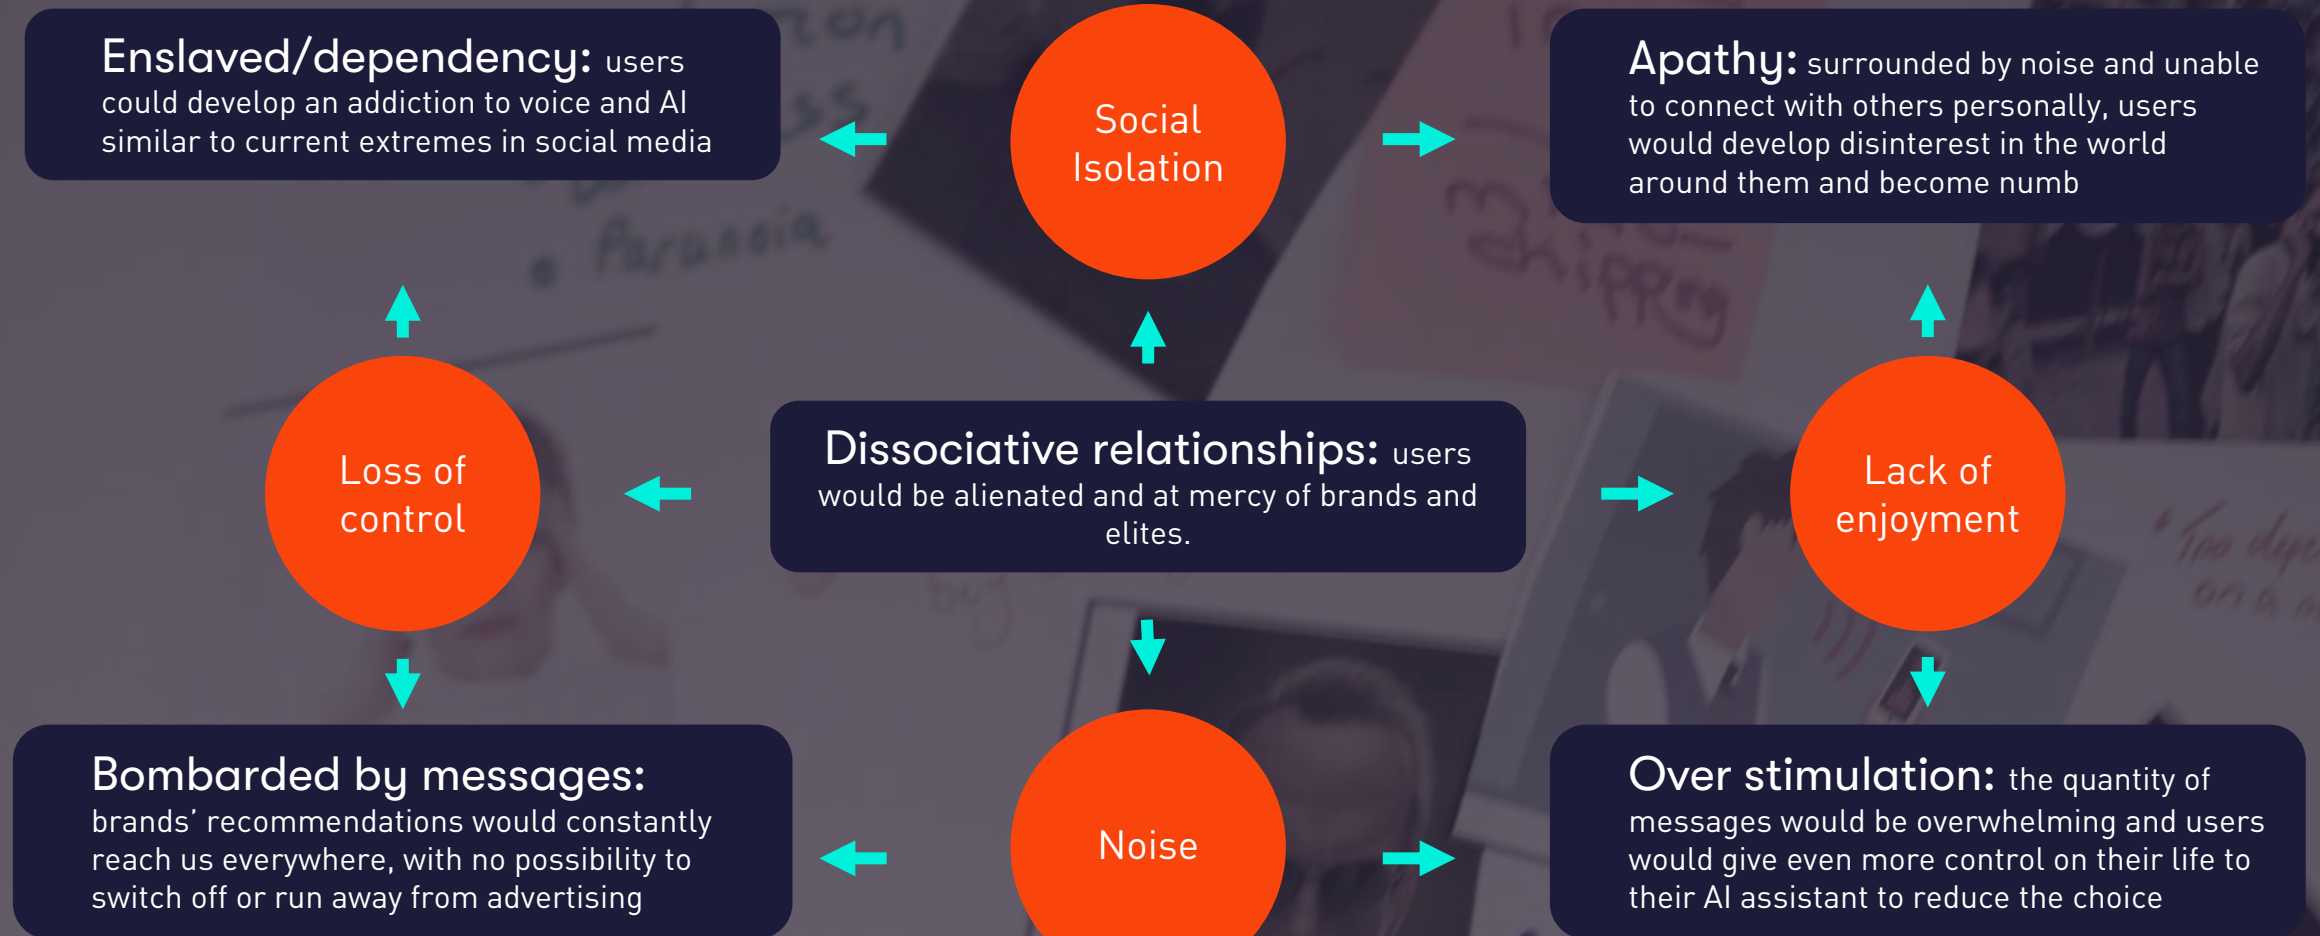 Enslaved/dependency: users
could develop an addiction to voice and AI
similar to current extremes in social media
Social
Isolation
Apathy: surrounded by noise and unable
to connect with others personally, users
would develop disinterest in the world
around them and become numb
Paranoia
Loss of
control
Dissociative relationships: users
would be alienated and at mercy of brands and
elites.
Lack of
enjoyment
Too
on a
buy
Bombarded by messages:
brands’ recommendations would constantly
reach us everywhere, with no possibility to
switch off or run away from advertising
Noise
Over stimulation: the quantity of
messages would be overwhelming and users
would give even more control on their life to
their AI assistant to reduce the choice